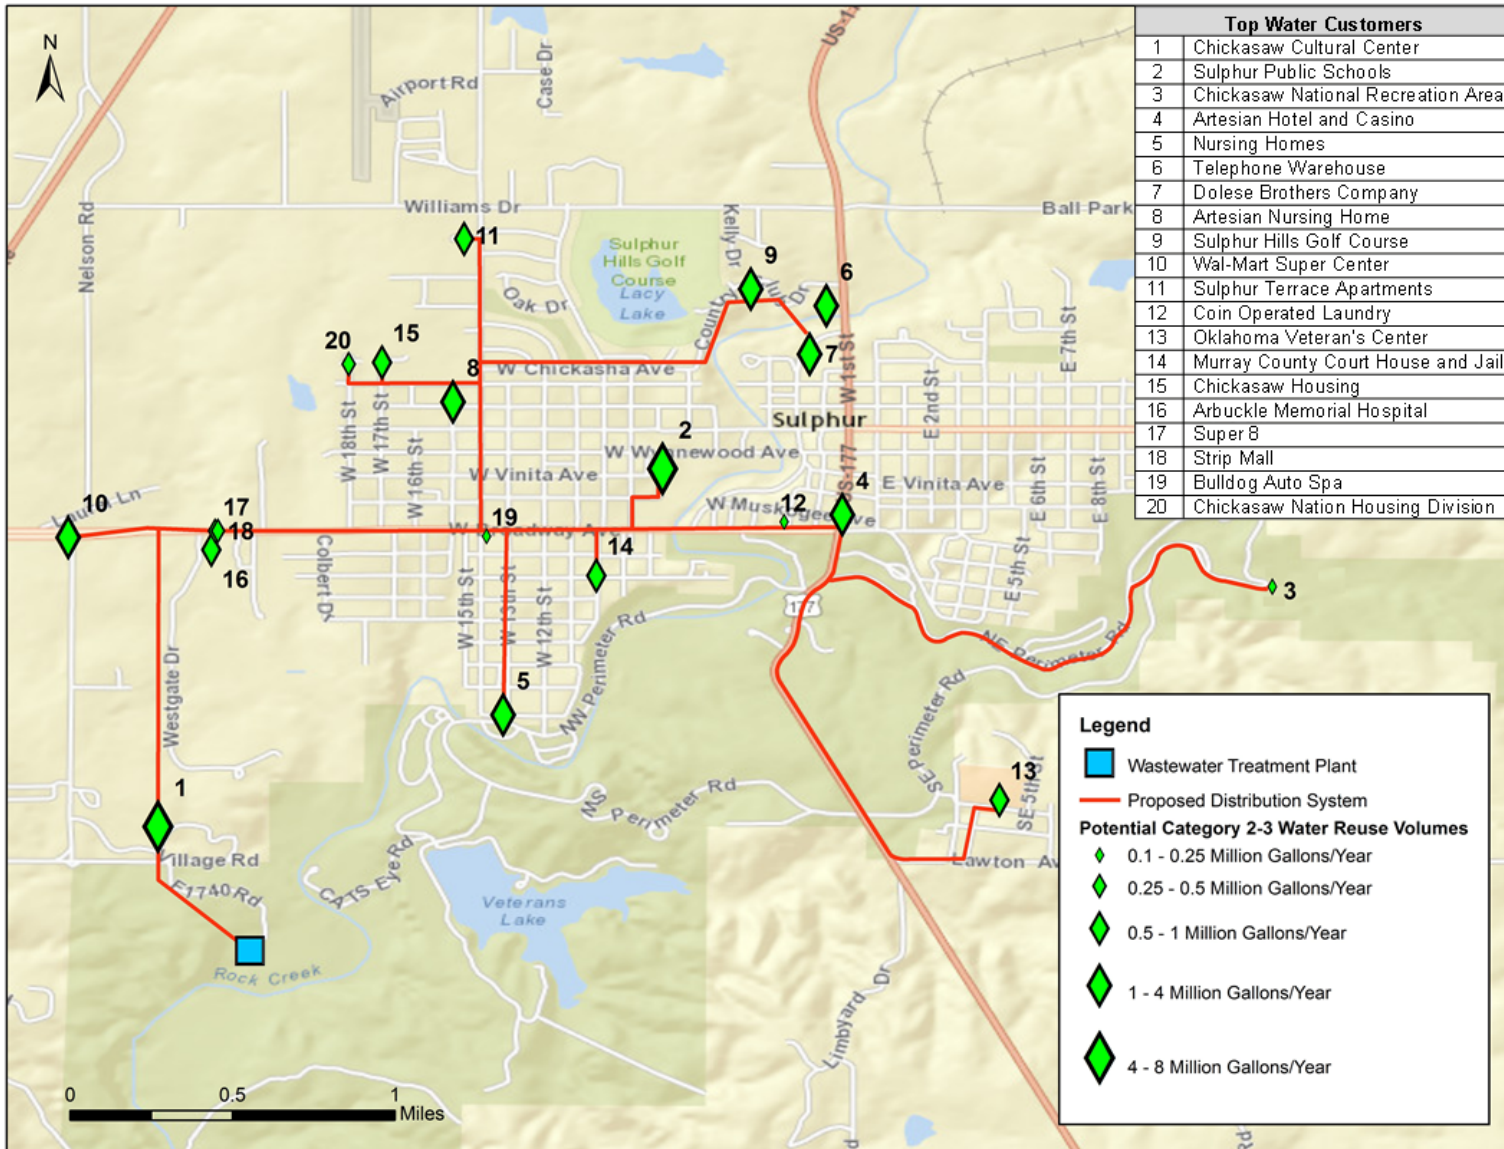 N
Top Water Customers
1 Chickasaw Cultural Center
2 Sulphur Public Schools
3 Chickasaw National Recreation Area
4 Artesian Hotel and Casino
5 Nursing Homes
6 Telephone Warehouse
7 Dolese Brothers Company
8 Artesian Nursing Home
9 Sulphur Hills Golf Course
10 Wal-Mart Super Center
11 Sulphur Terrace Apartments
12 Coin Operated Laundry
13 Oklahoma Veteran's Center
14 Murray County Court House and Jail
15 Chickasaw Housing
16 Arbuckle Memorial Hospital
17 Super 8
18 Strip Mall
19 Bulldog Auto Spa
20 Chickasaw Nation Housing Division
Airport Rd
Case Dr
Nelson Rd
Williams Dr
Ball Park
11
Sulphur
Hills Golf
Course
Lacy
Lake
Kelly Dr
9
6
Country
Dr
Oak Dr
7
W 1st St
E 7th St
20
15
8
W Chickasha Ave
E 2nd St
Sulphur
W 18th St
W 17th St
W 16th St
2
W Wynnewood Ave
W Vinita Ave
US-177
E Vinita Ave
4
W Muskogee Ave
12
E 6th St
E 8th St
10
17
18
16
W Broadway Ave
19
14
Colbert Dr
W 15th St
W 13th St
W 12th St
E 5th St
177
3
NE Perimeter Rd
NW Perimeter Rd
Westgate Dr
5
SE Perimeter Rd
13
SE 5th St
1
Village Rd
E1740 Rd
Perimeter Rd
CATS Eye Rd
Lawton Av
Veterans
Lake
Rock Creek
Limbyard Dr
Rd
0 0.5 1
Miles
Legend
Wastewater Treatment Plant
Proposed Distribution System
Potential Category 2-3 Water Reuse Volumes
0.1 - 0.25 Million Gallons/Year
0.25 - 0.5 Million Gallons/Year
0.5 - 1 Million Gallons/Year
1 - 4 Million Gallons/Year
4 - 8 Million Gallons/Year